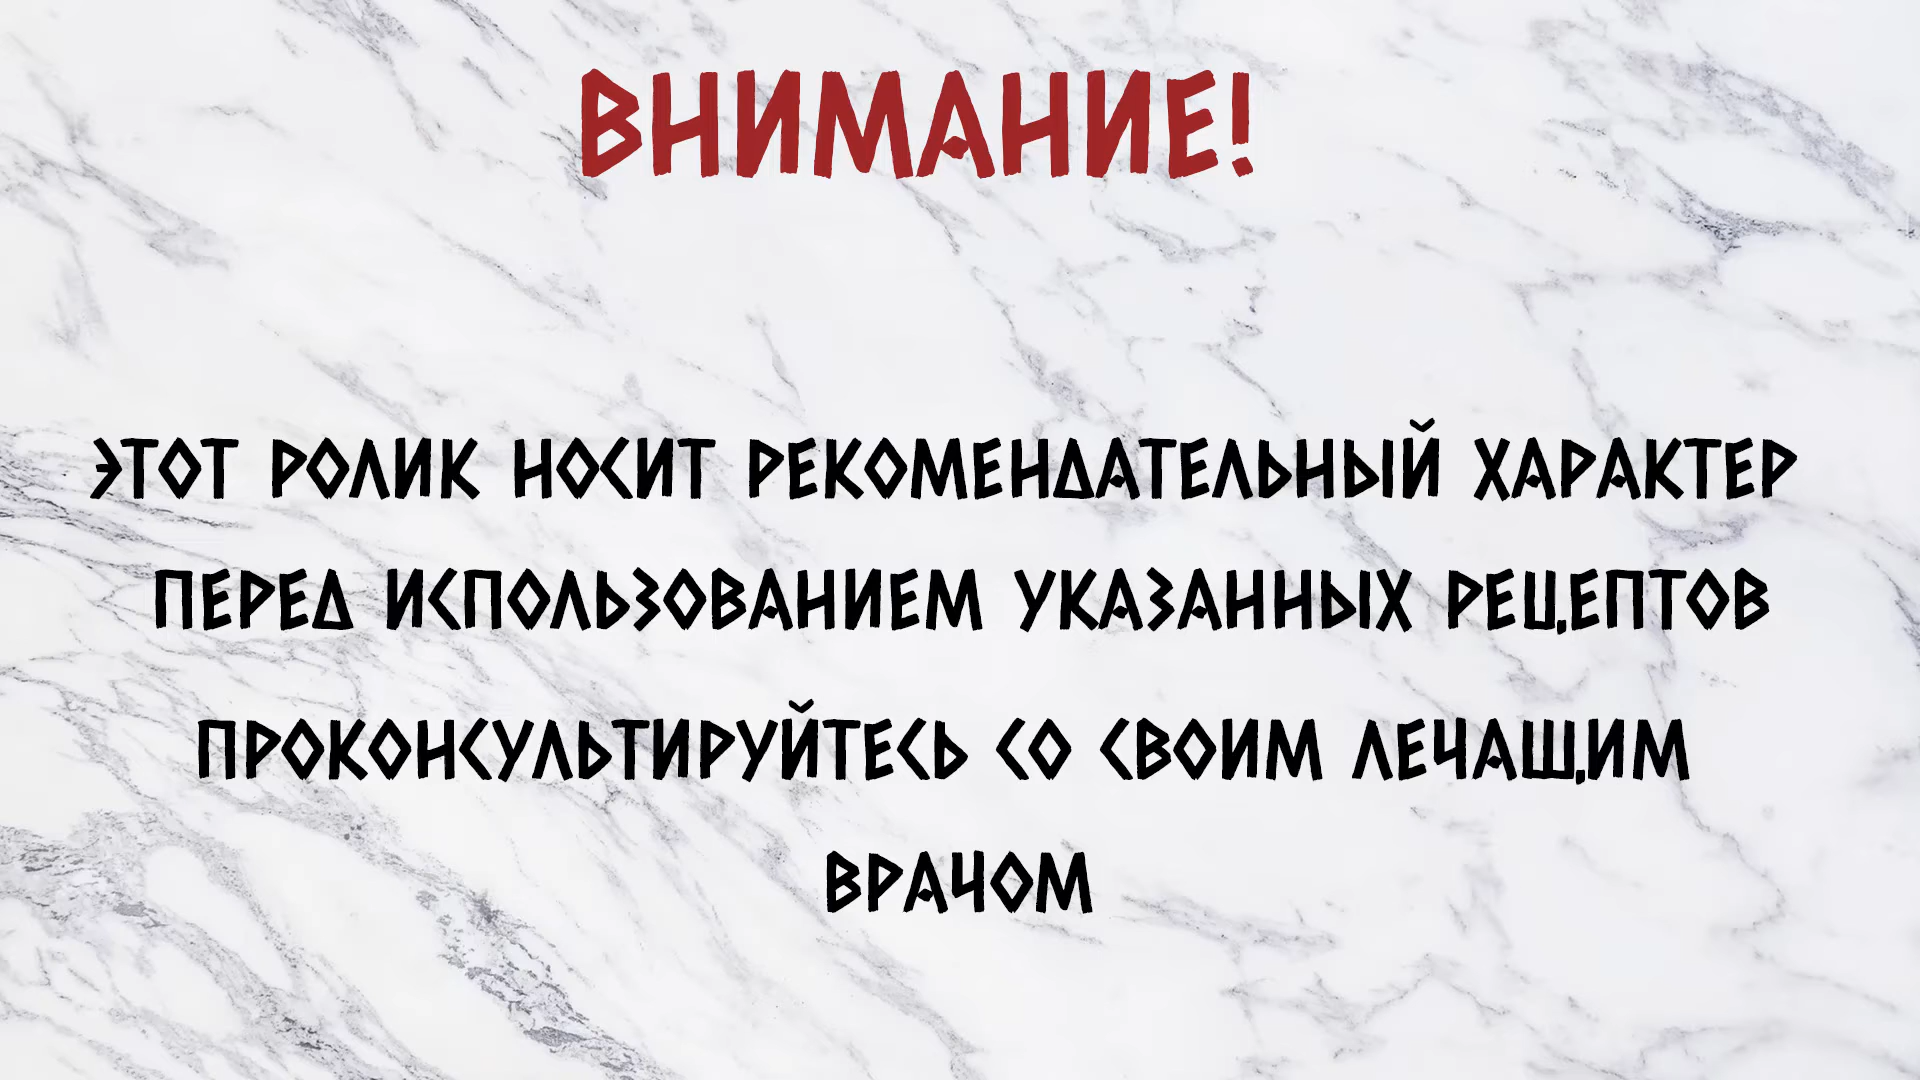 ВНИМАНИЕ!
ЭТОТ РОЛИК НОСИТ РЕКОМЕНДАТЕЛЬНЫЙ ХАРАКТЕР
ПЕРЕД ИСПОЛЬЗОВАНИЕМ УКАЗАННЫХ РЕЦЕПТОВ
ПРОКОНСУЛЬТИРУЙТЕСЬ СО СВОИМ ЛЕЧАЩИМ
ВРАЧОМ